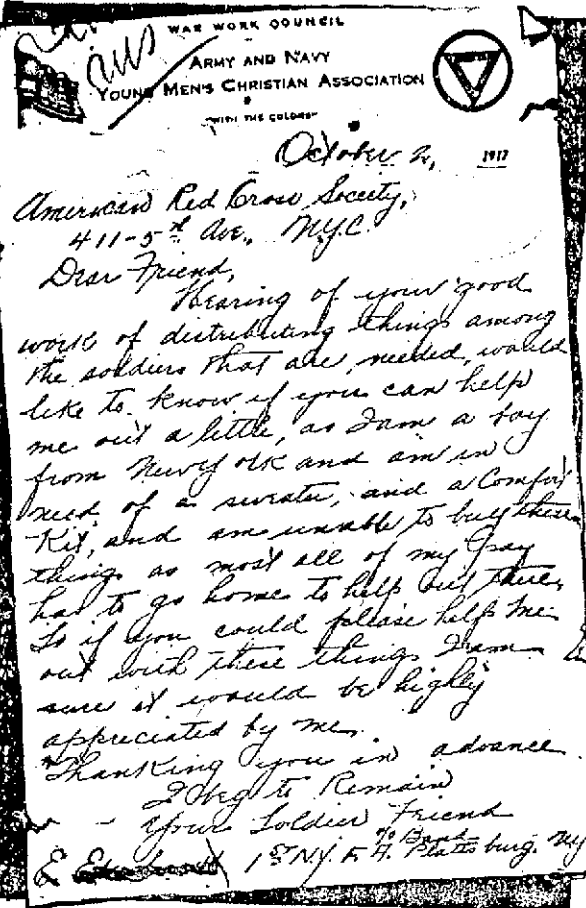 WAR WORK COUNCIL
ARMY AND NAVY
YOUNG MEN'S CHRISTIAN ASSOCIATION
"WITH THE COLORS"
October 2, 1917
American Red Cross Society,
411-5th Ave., N.Y.C.
Dear Friend,
Hearing of your good
work of distributing things among
the soldiers that are, needed, would
like to know if you can help
me out a little, as I am a boy
from New York and am in
need of a sweater, and a Comfort
Kit, and am unable to buy these
things as most all of my Pay
has to go home to help out there,
So if you could please help me
out with these things I am
sure it would be highly
appreciated by me.
Thanking you in advance
I beg to Remain
Your Soldier Friend
c/o Band
E 1st N.Y. F. A. Plattsburg. NY